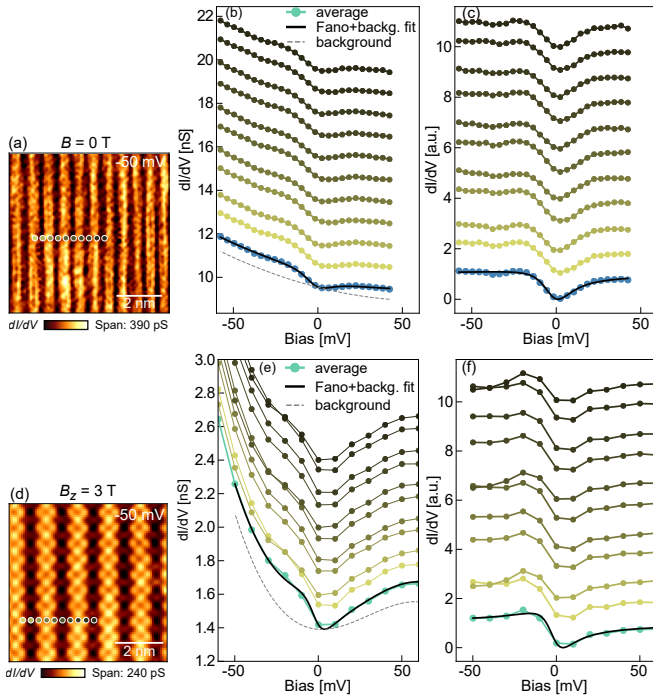 (a) B = 0 T
-50 mV
2 nm
dI/dV Span: 390 pS
(b)
average
Fano+backg. fit
background
dI/dV [nS]
22
20
18
16
14
12
10
-50 0 50
Bias [mV]
(c)
dI/dV [a.u.]
10
8
6
4
2
0
-50 0 50
Bias [mV]
(d) Bz = 3 T
-50 mV
2 nm
dI/dV Span: 240 pS
(e)
average
Fano+backg. fit
background
dI/dV [nS]
3.0
2.8
2.6
2.4
2.2
2.0
1.8
1.6
1.4
1.2
-50 0 50
Bias [mV]
(f)
dI/dV [a.u.]
10
8
6
4
2
0
-50 0 50
Bias [mV]